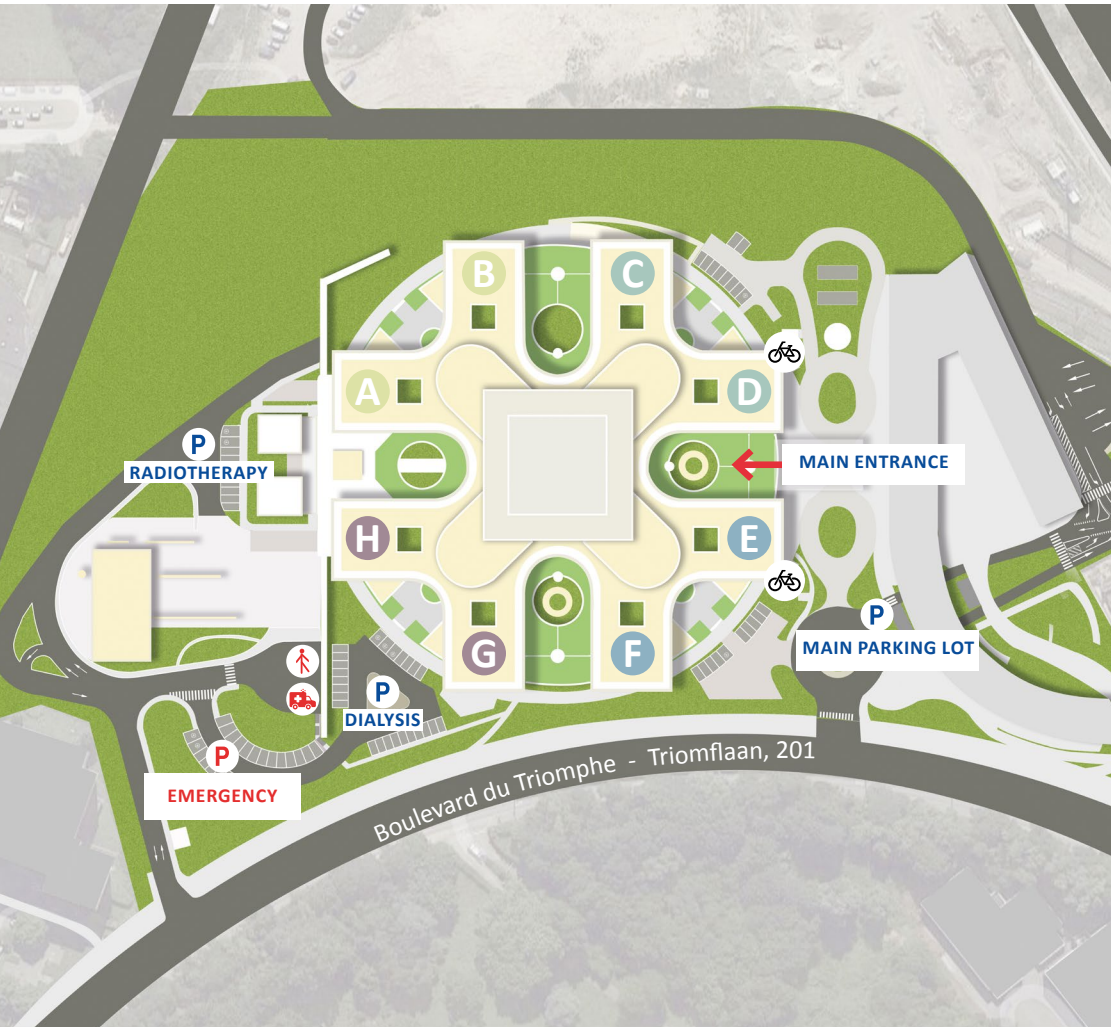 B
C
A
D
P
RADIOTHERAPY
MAIN ENTRANCE
H
E
P
MAIN PARKING LOT
G
F
P
DIALYSIS
P
EMERGENCY
Boulevard du Triomphe - Triomflaan, 201